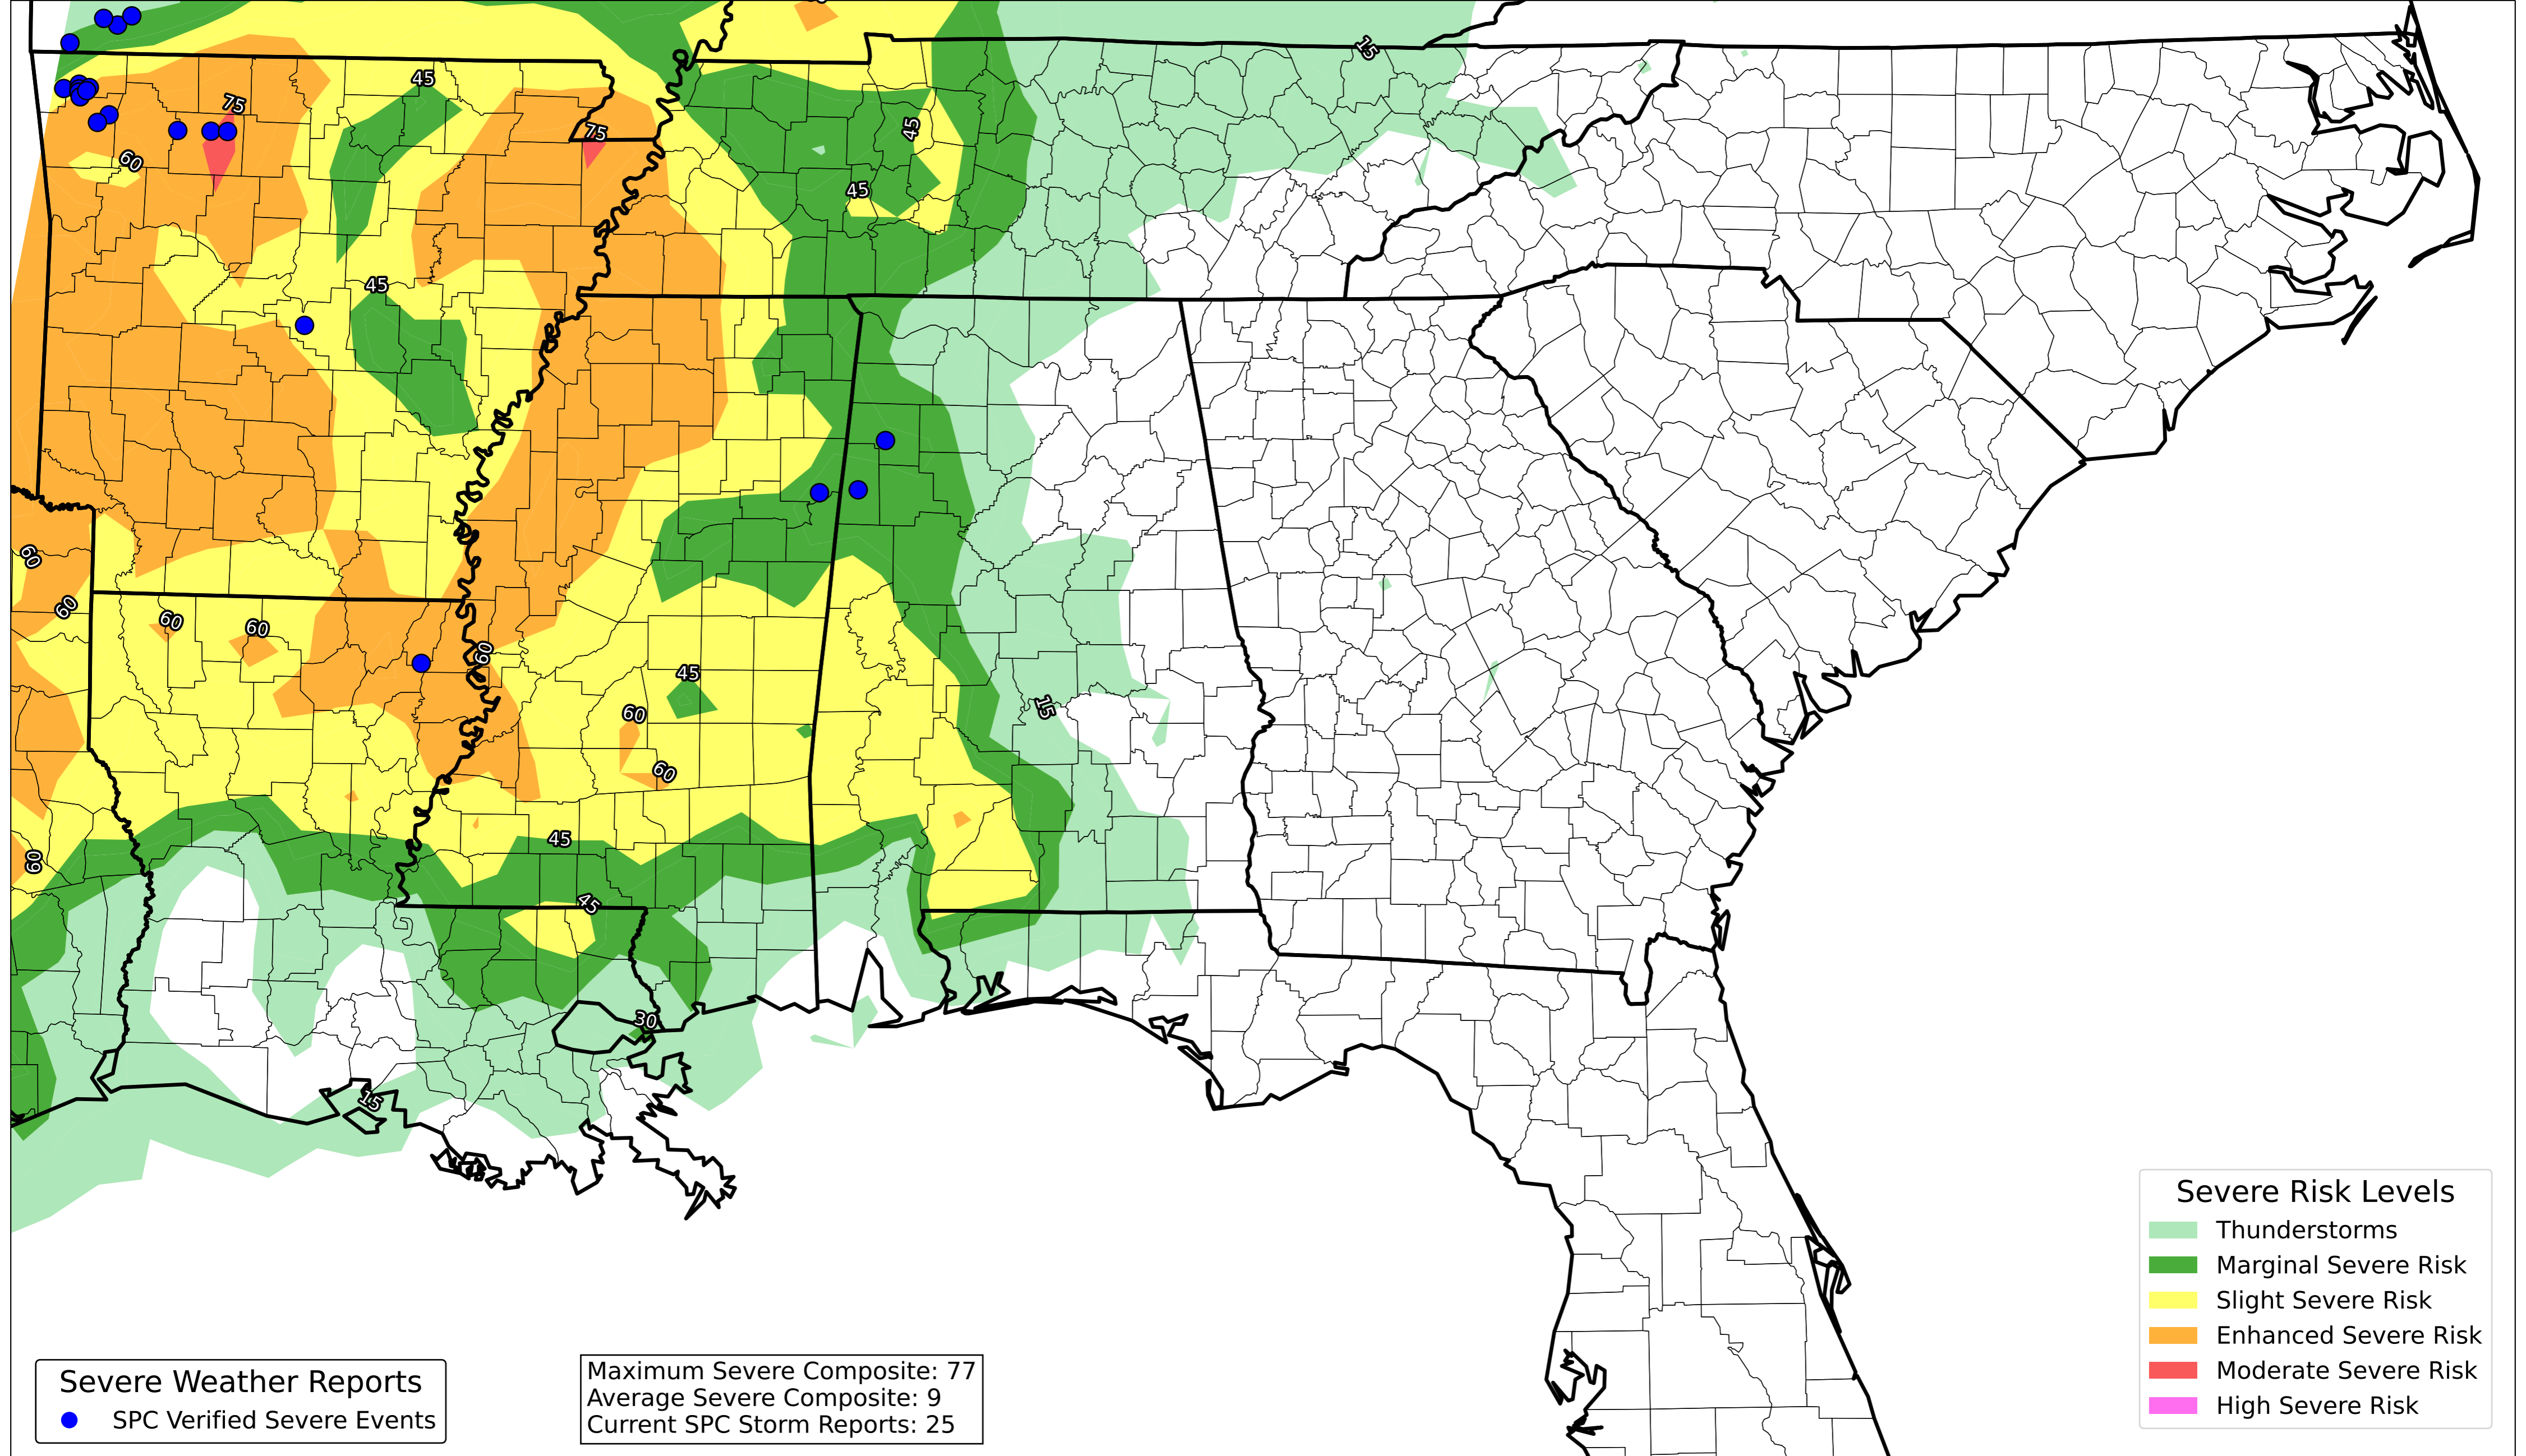 15
45
75
45
75
60
45
45
60
60
60
60
60
45
60
15
60
45
60
45
30
15
Severe Risk Levels
Thunderstorms
Marginal Severe Risk
Slight Severe Risk
Enhanced Severe Risk
Moderate Severe Risk
High Severe Risk
Severe Weather Reports
SPC Verified Severe Events
Maximum Severe Composite: 77
Average Severe Composite: 9
Current SPC Storm Reports: 25